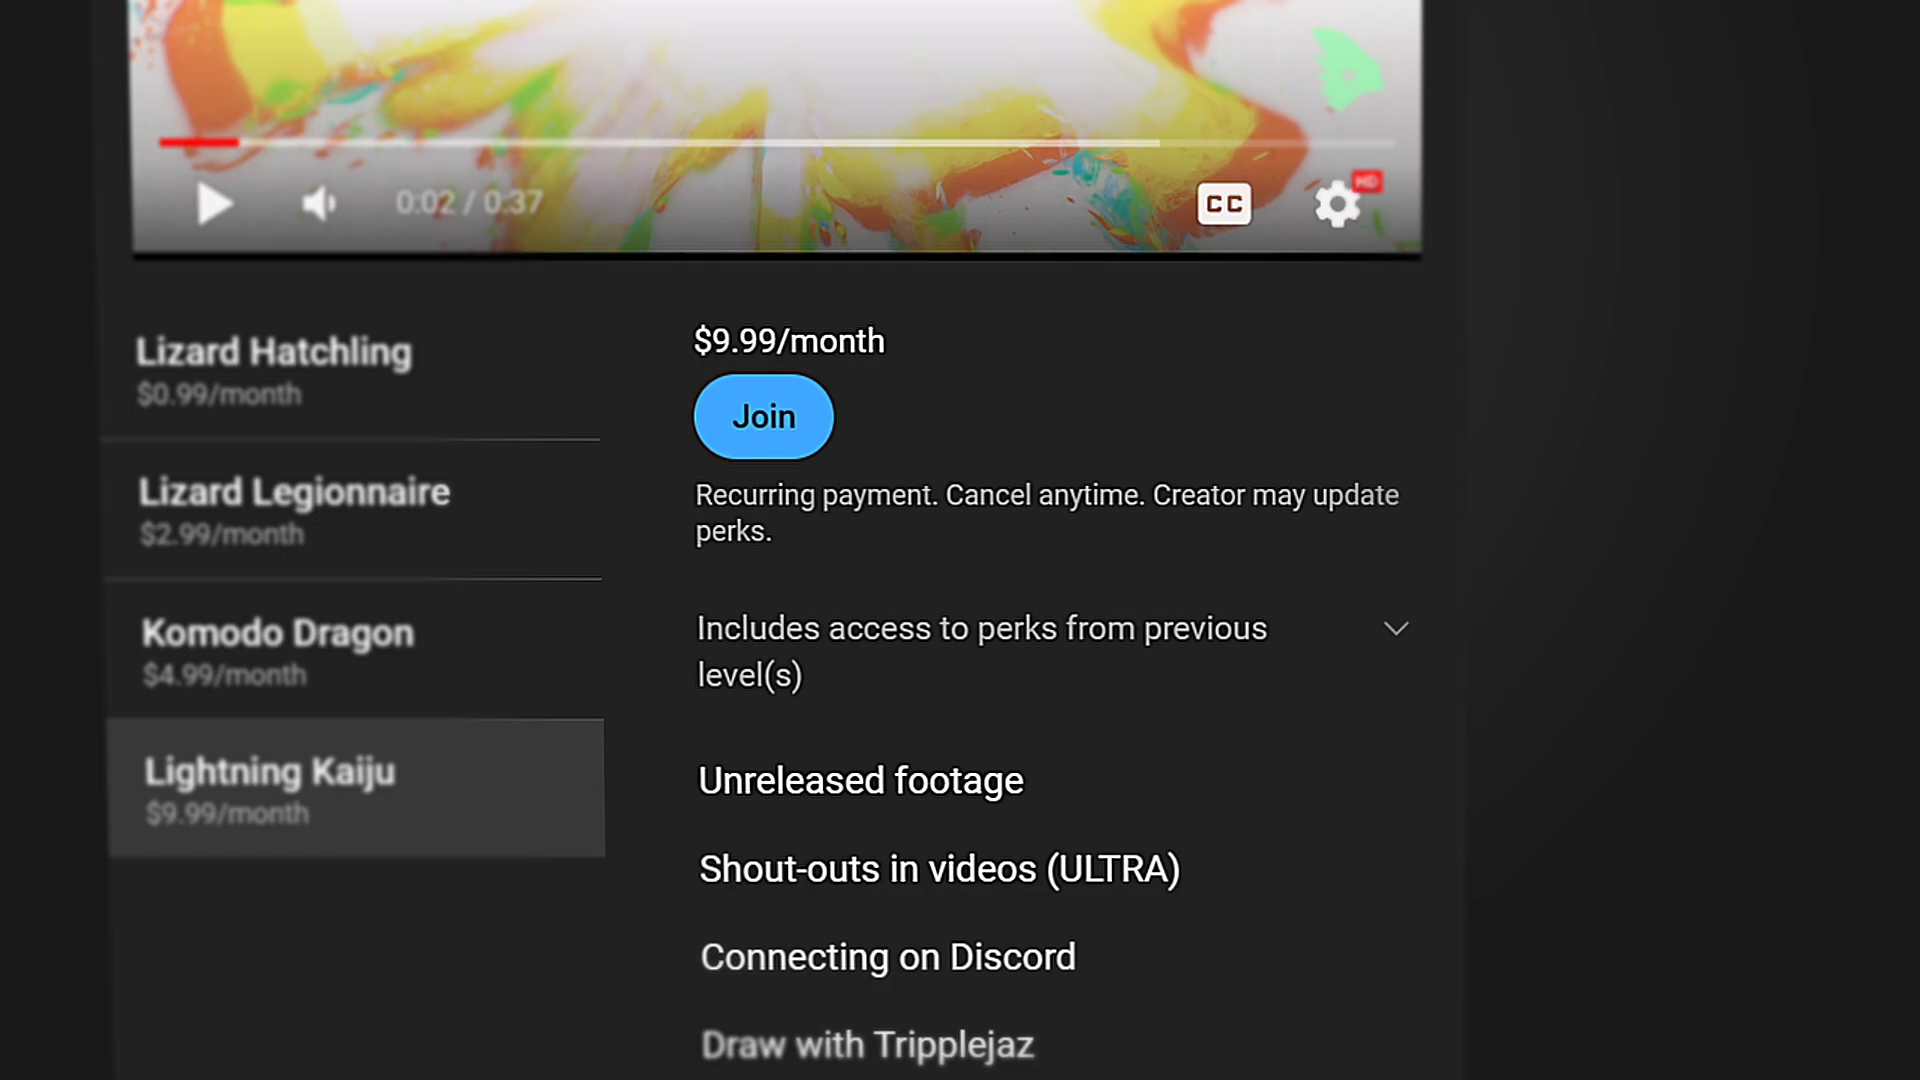 0:02 / 0:37
CC
HD
Lizard Hatchling
$0.99/month
Lizard Legionnaire
$2.99/month
Komodo Dragon
$4.99/month
Lightning Kaiju
$9.99/month
$9.99/month
Join
Recurring payment. Cancel anytime. Creator may update
perks.
Includes access to perks from previous
level(s)
Unreleased footage
Shout-outs in videos (ULTRA)
Connecting on Discord
Draw with Tripplejaz